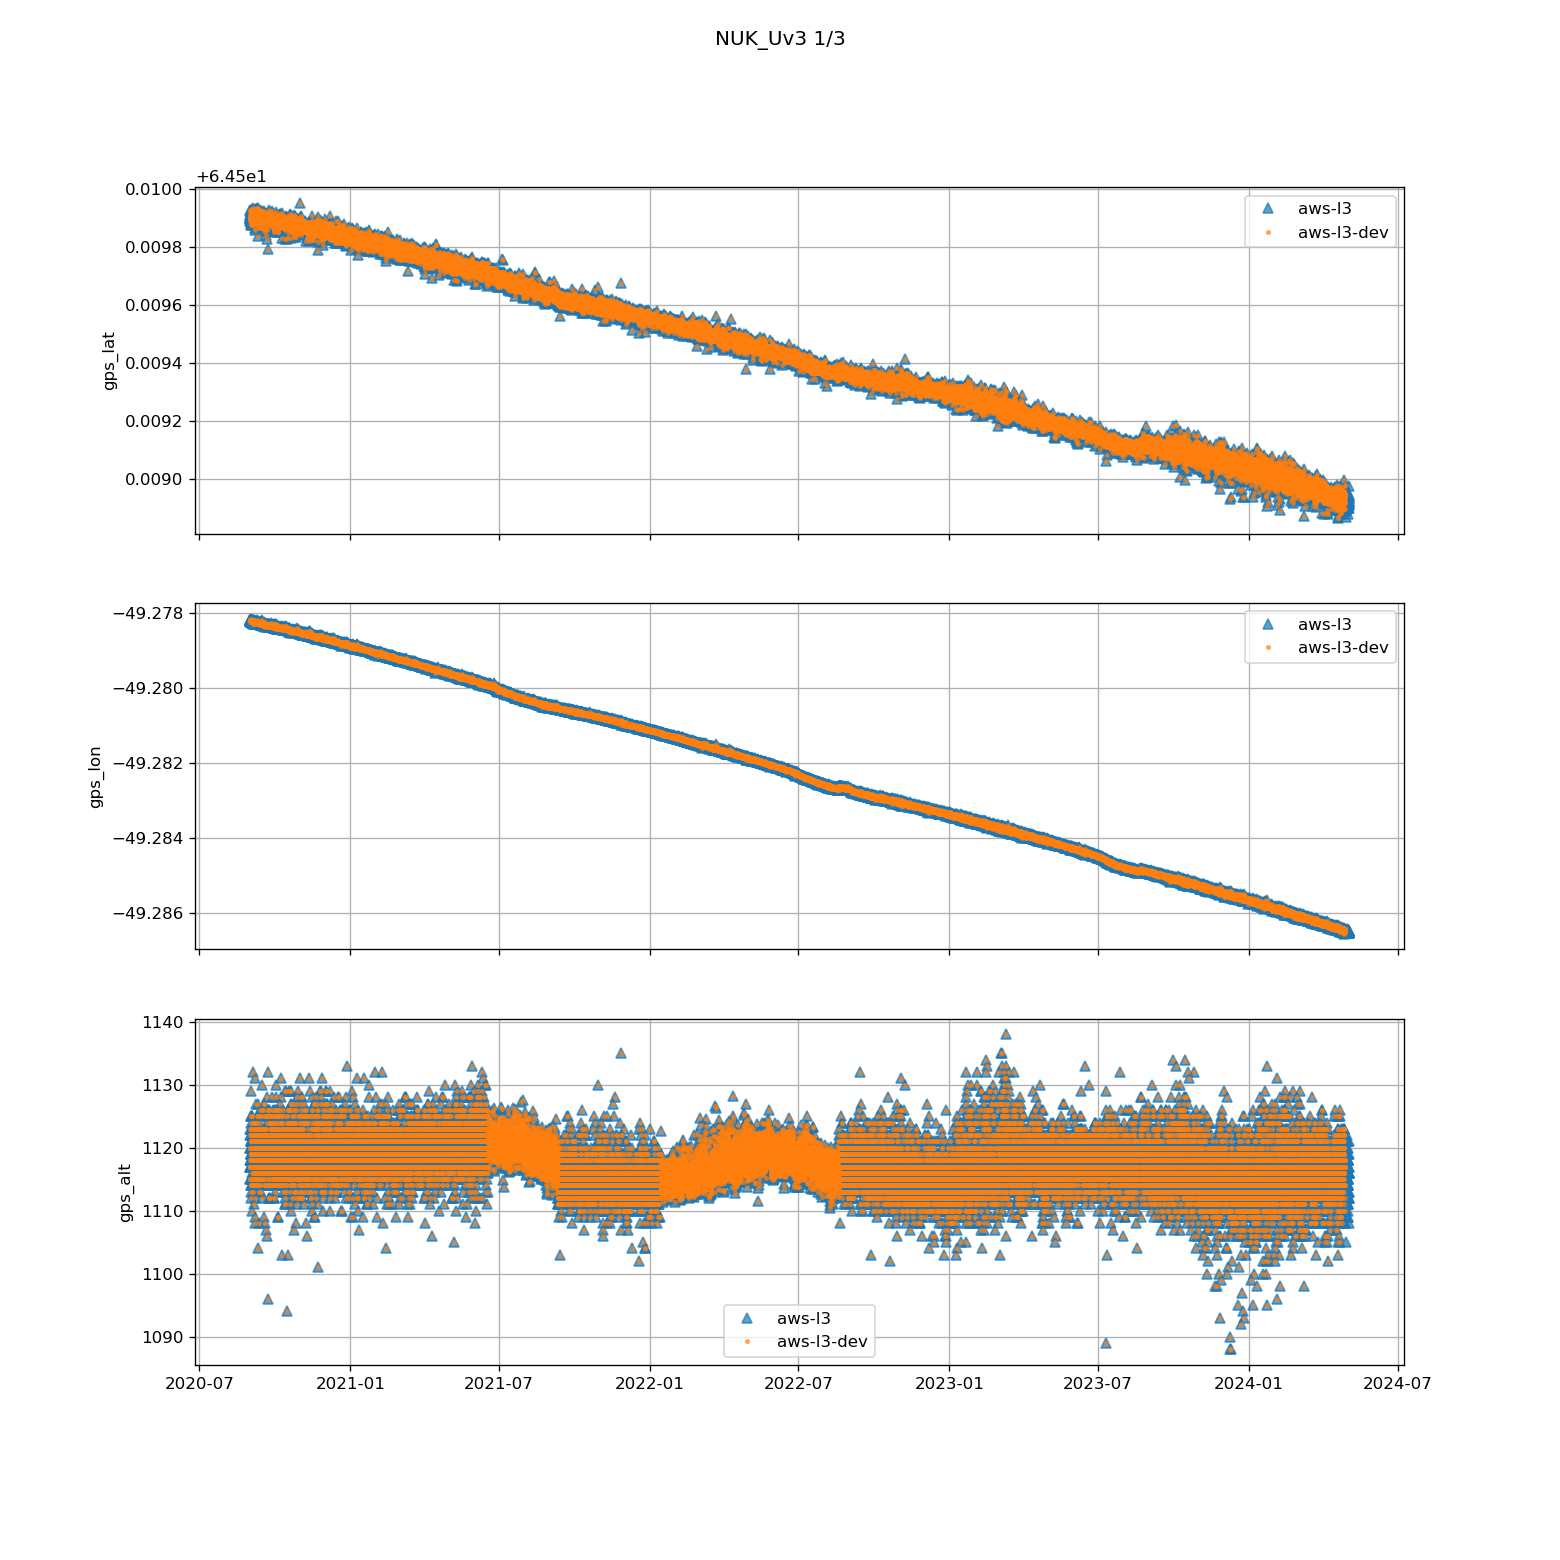 NUK_Uv3 1/3
+6.45e1
0.0100
0.0098
0.0096
0.0094
0.0092
0.0090
gps_lat
aws-l3
aws-l3-dev
−49.278
−49.280
−49.282
−49.284
−49.286
gps_lon
aws-l3
aws-l3-dev
1140
1130
1120
1110
1100
1090
gps_alt
aws-l3
aws-l3-dev
2020-07 2021-01 2021-07 2022-01 2022-07 2023-01 2023-07 2024-01 2024-07